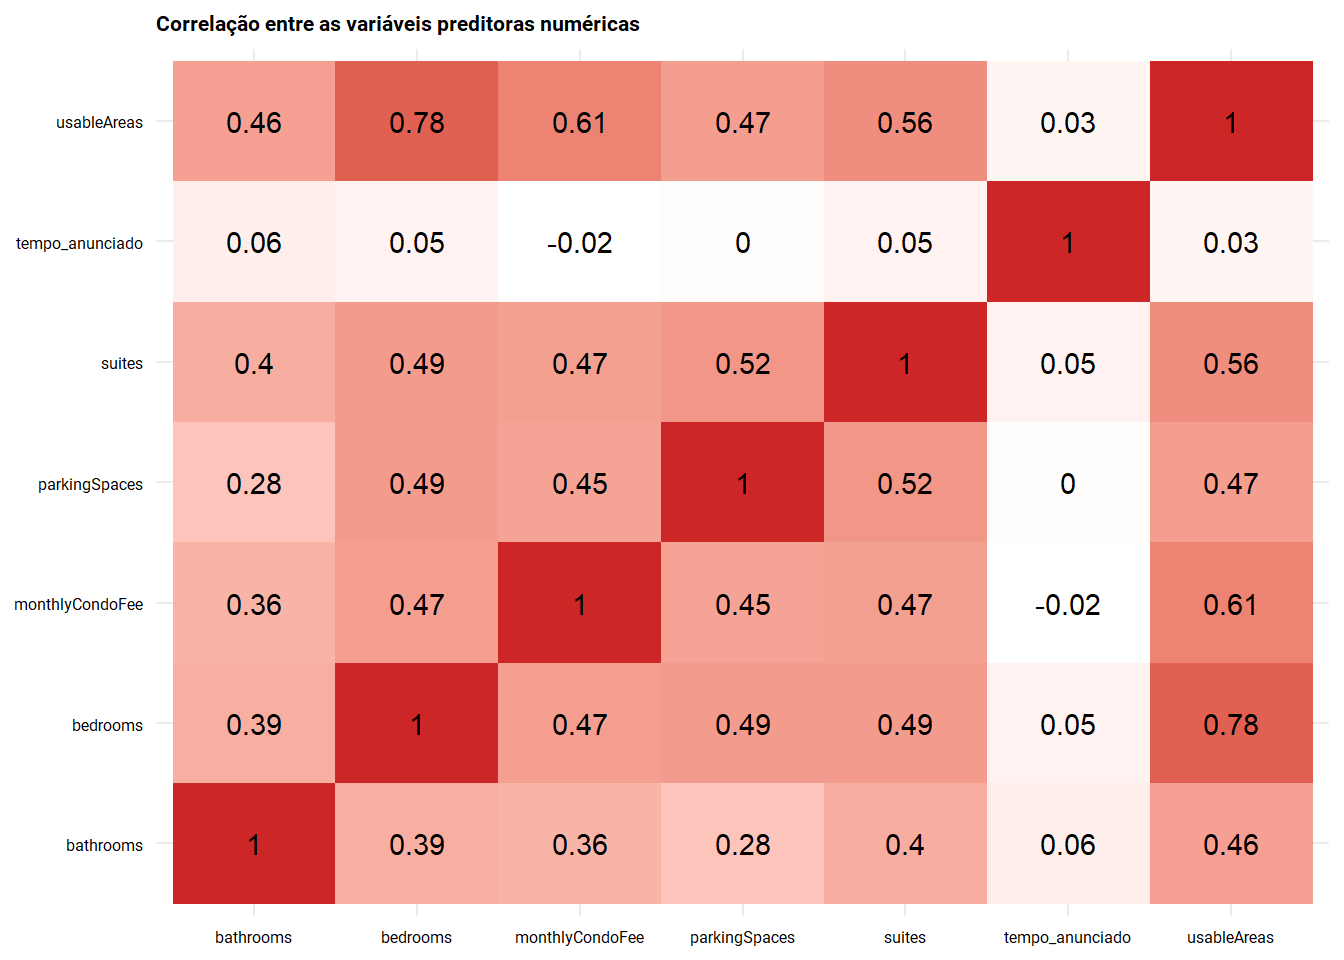 Correlação entre as variáveis preditoras numéricas
usableAreas 0.46 0.78 0.61 0.47 0.56 0.03 1
tempo_anunciado 0.06 0.05 -0.02 0 0.05 1 0.03
suites 0.4 0.49 0.47 0.52 1 0.05 0.56
parkingSpaces 0.28 0.49 0.45 1 0.52 0 0.47
monthlyCondoFee 0.36 0.47 1 0.45 0.47 -0.02 0.61
bedrooms 0.39 1 0.47 0.49 0.49 0.05 0.78
bathrooms 1 0.39 0.36 0.28 0.4 0.06 0.46
bathrooms bedrooms monthlyCondoFee parkingSpaces suites tempo_anunciado usableAreas